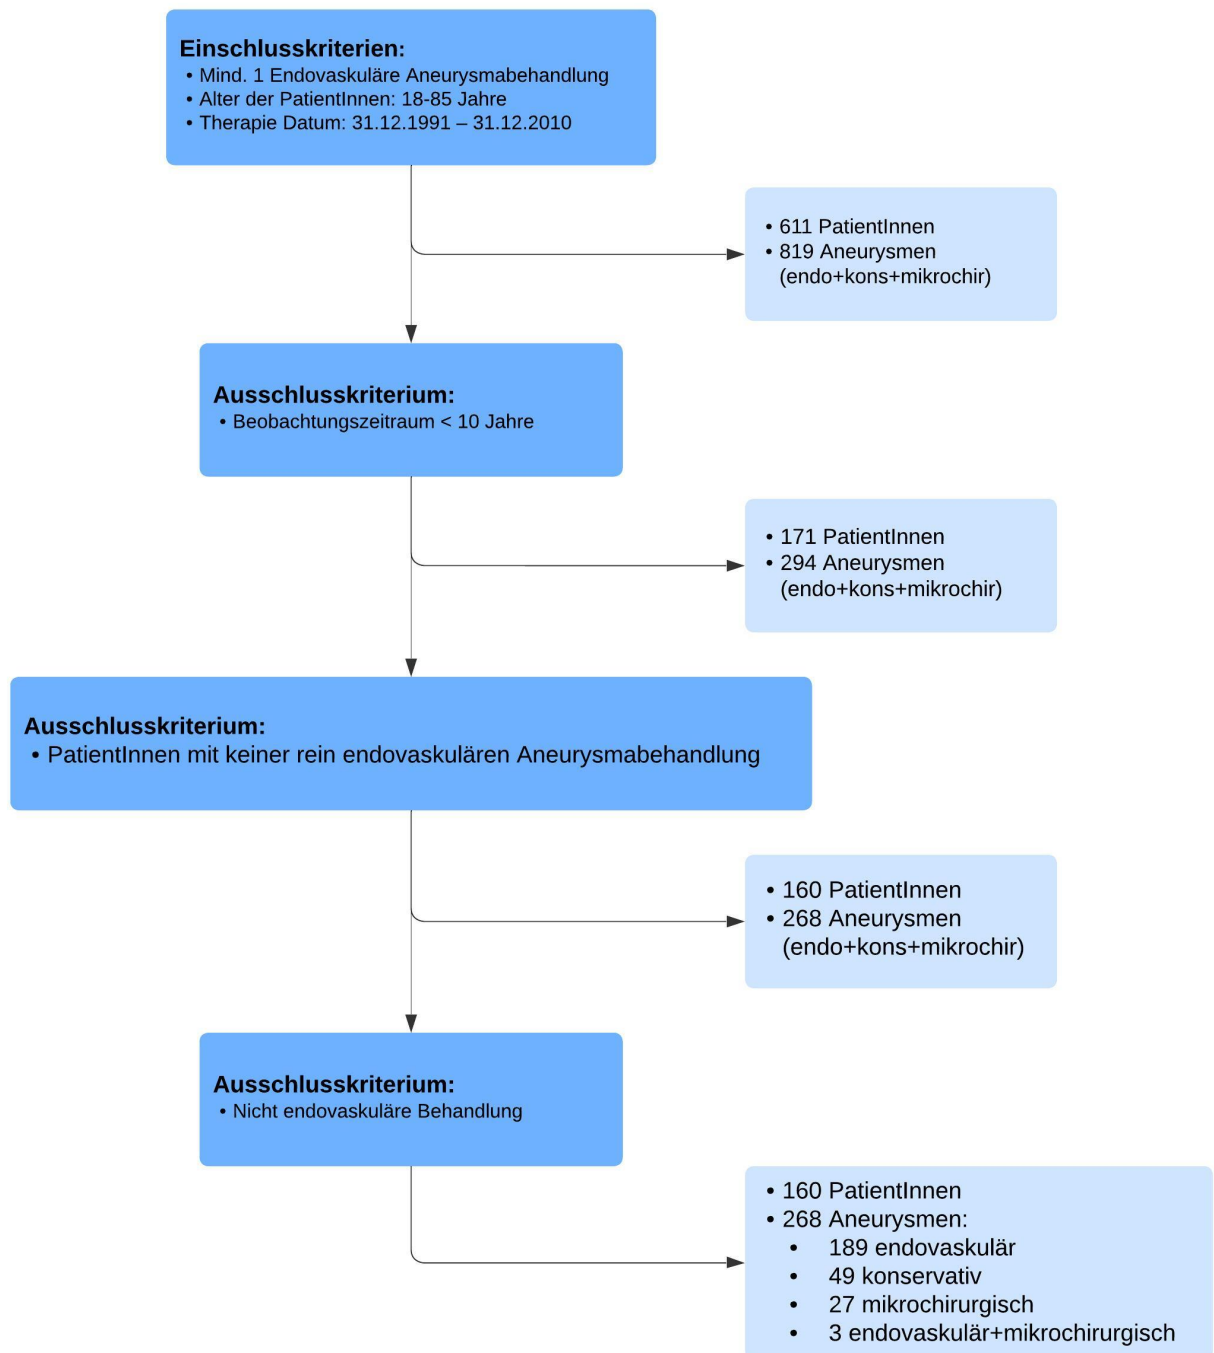 Einschlusskriterien:
• Mind. 1 Endovaskuläre Aneurysmabehandlung
• Alter der PatientInnen: 18-85 Jahre
• Therapie Datum: 31.12.1991 – 31.12.2010
• 611 PatientInnen
• 819 Aneurysmen
(endo+kons+mikrochir)
Ausschlusskriterium:
• Beobachtungszeitraum < 10 Jahre
• 171 PatientInnen
• 294 Aneurysmen
(endo+kons+mikrochir)
Ausschlusskriterium:
• PatientInnen mit keiner rein endovaskulären Aneurysmabehandlung
• 160 PatientInnen
• 268 Aneurysmen
(endo+kons+mikrochir)
Ausschlusskriterium:
• Nicht endovaskuläre Behandlung
• 160 PatientInnen
• 268 Aneurysmen:
• 189 endovaskulär
• 49 konservativ
• 27 mikrochirurgisch
• 3 endovaskulär+mikrochirurgisch